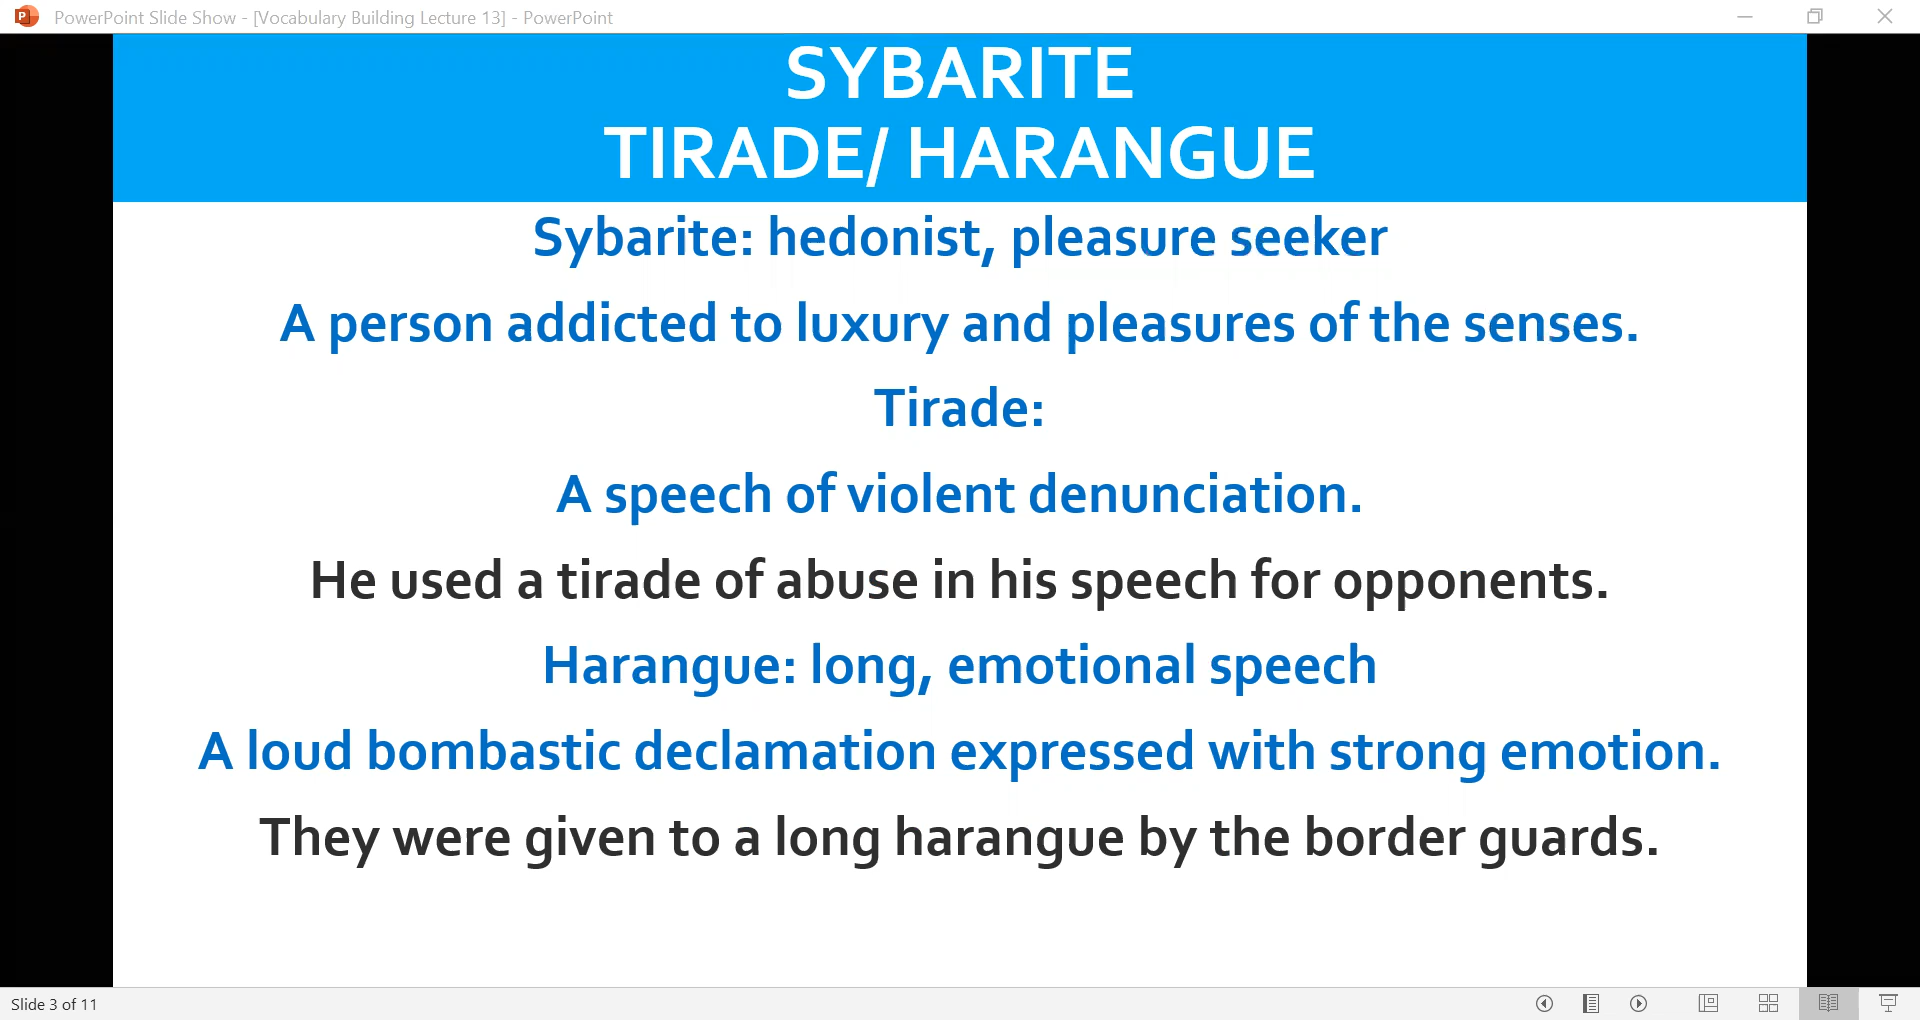 PowerPoint Slide Show - [Vocabulary Building Lecture 13] - PowerPoint
SYBARITE
TIRADE/ HARANGUE
Sybarite: hedonist, pleasure seeker
A person addicted to luxury and pleasures of the senses.
Tirade:
A speech of violent denunciation.
He used a tirade of abuse in his speech for opponents.
Harangue: long, emotional speech
A loud bombastic declamation expressed with strong emotion.
They were given to a long harangue by the border guards.
Slide 3 of 11